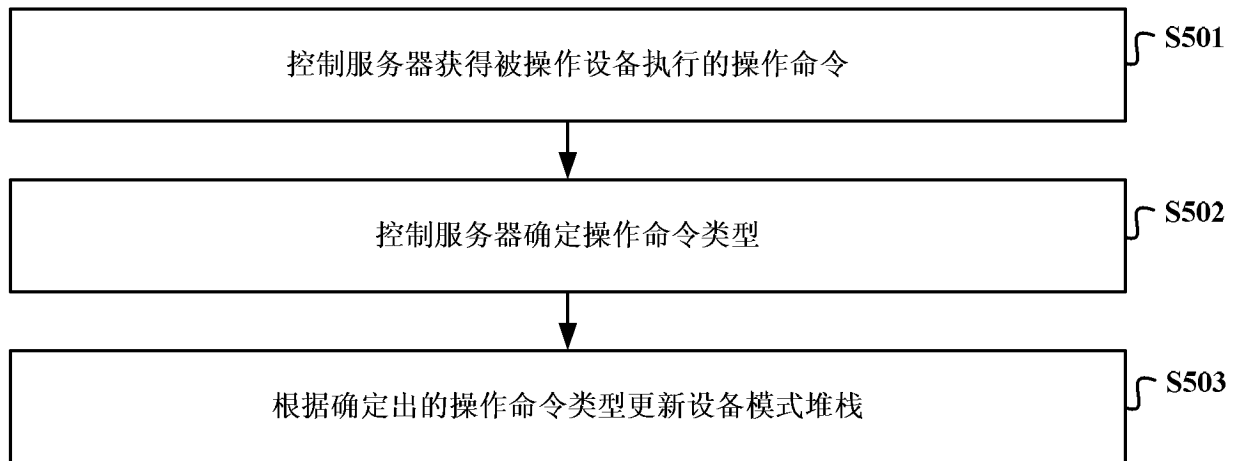 控制服务器获得被操作设备执行的操作命令
S501
控制服务器确定操作命令类型
S502
根据确定出的操作命令类型更新设备模式堆栈
S503